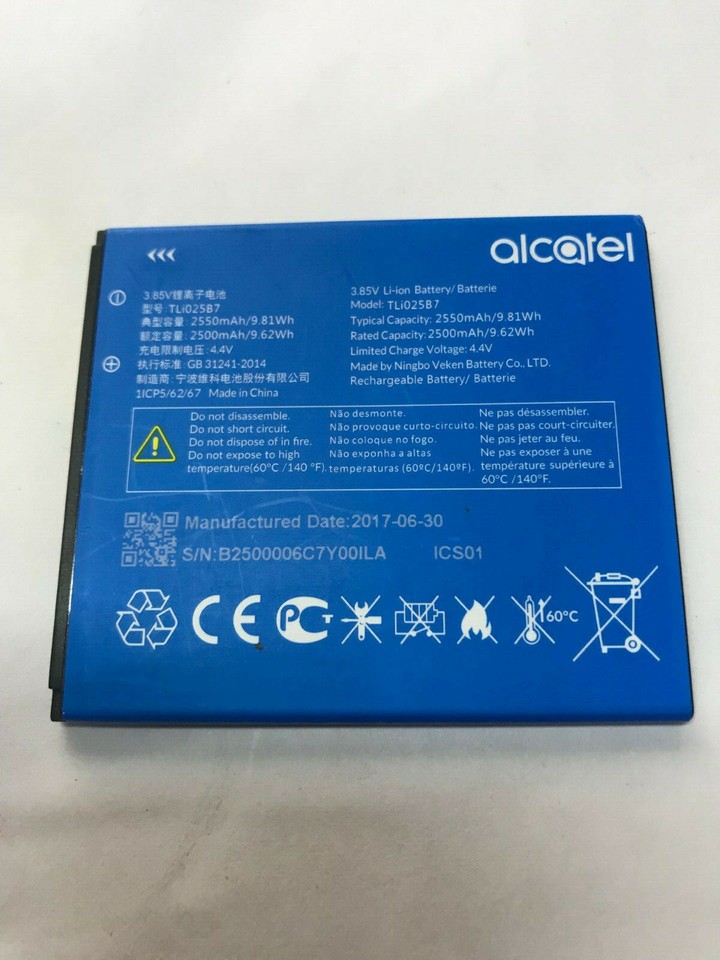 alcatel
3.85V锂离子电池
型号: TLi025B7
典型容量: 2550mAh/9.81Wh
额定容量: 2500mAh/9.62Wh
充电限制电压: 4.4V
执行标准: GB 31241-2014
制造商: 宁波维科电池股份有限公司
1ICP5/62/67 Made in China
3.85V Li-ion Battery/ Batterie
Model: TLi025B7
Typical Capacity: 2550mAh/9.81Wh
Rated Capacity: 2500mAh/9.62Wh
Limited Charge Voltage: 4.4V
Made by Ningbo Veken Battery Co., LTD.
Rechargeable Battery/ Batterie
Do not disassemble.
Do not short circuit.
Do not dispose of in fire.
Do not expose to high
temperature(60°C /140 °F).
Não desmonte.
Não provoque curto-circuito.
Não coloque no fogo.
Não exponha a altas
temperaturas (60ºC/140ºF).
Ne pas désassembler.
Ne pas court-circuiter.
Ne pas jeter au feu.
Ne pas exposer à une
température supérieure à
60°C /140°F.
Manufactured Date:2017-06-30
S/N:B2500006C7Y00ILA ICS01
CE PCT 60°C